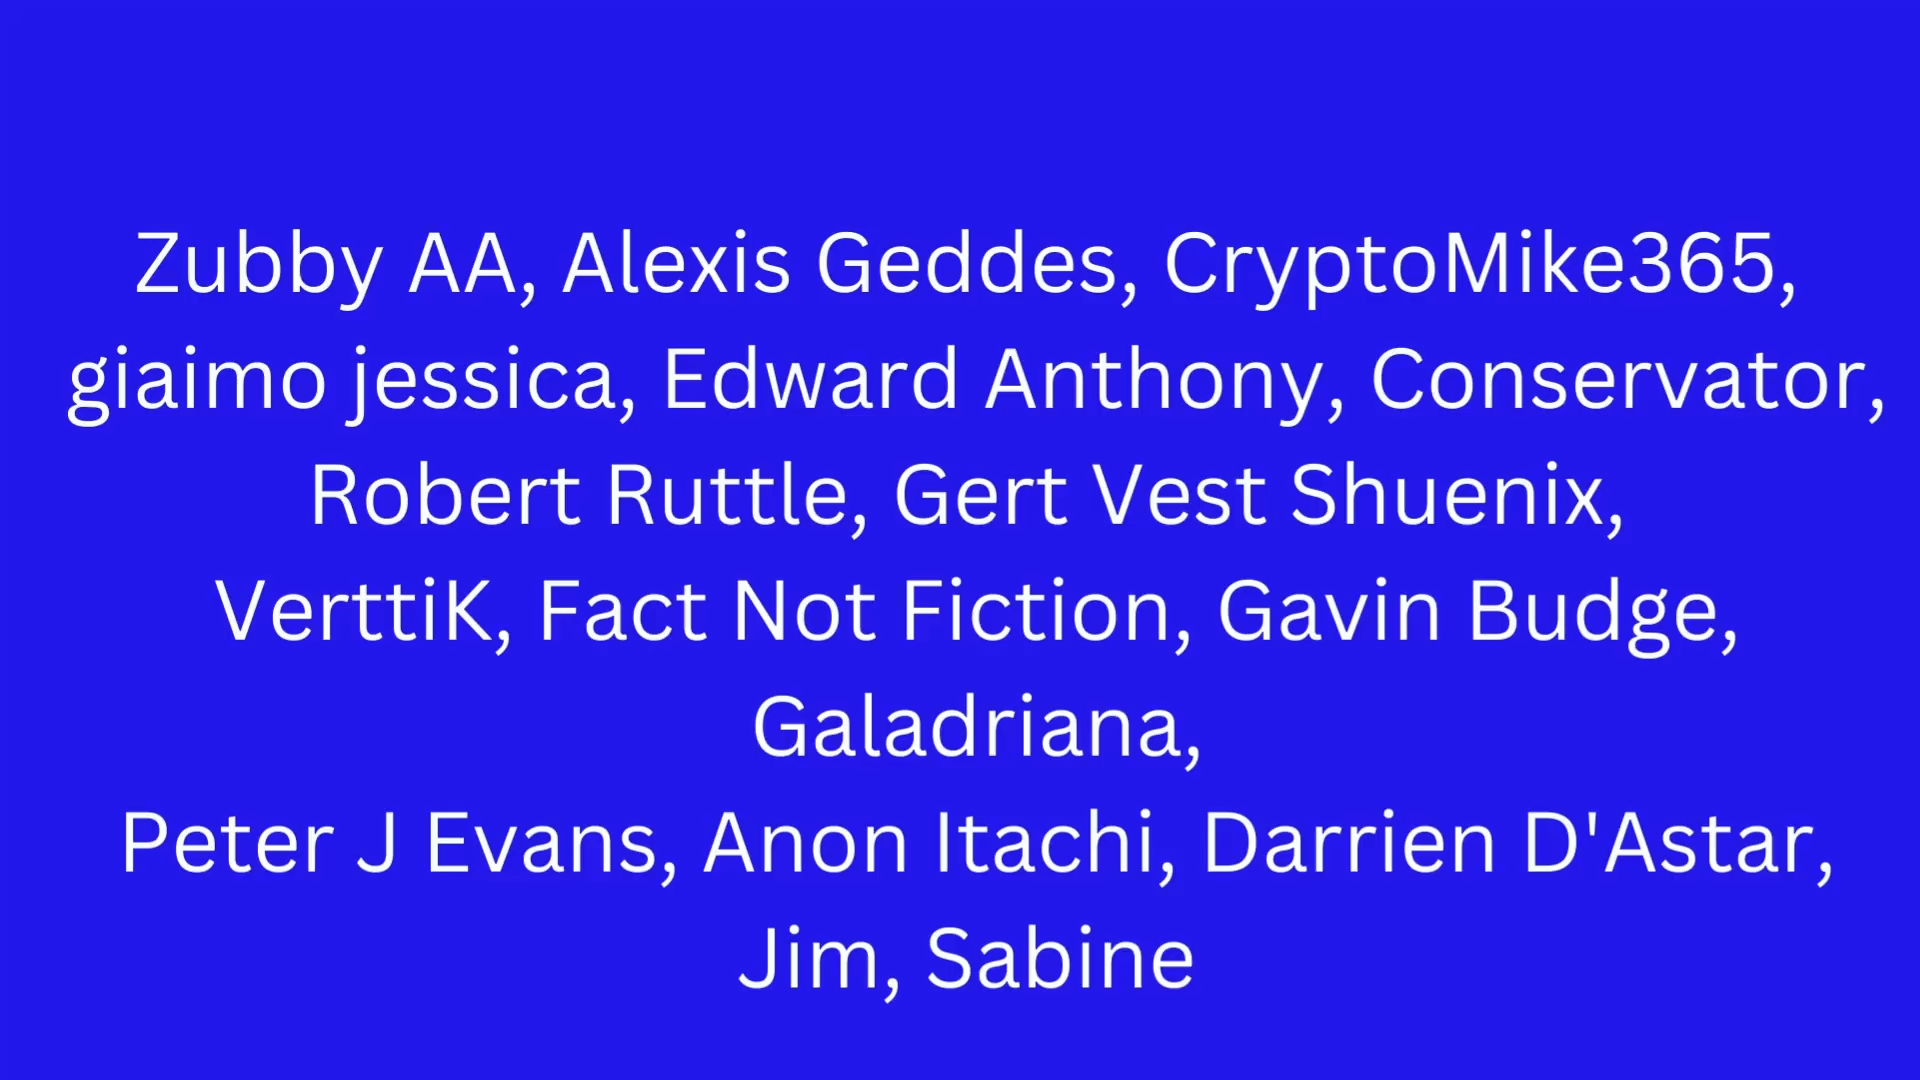 Zubby AA, Alexis Geddes, CryptoMike365,
giaimo jessica, Edward Anthony, Conservator,
Robert Ruttle, Gert Vest Shuenix,
VerttiK, Fact Not Fiction, Gavin Budge,
Galadriana,
Peter J Evans, Anon Itachi, Darrien D'Astar,
Jim, Sabine